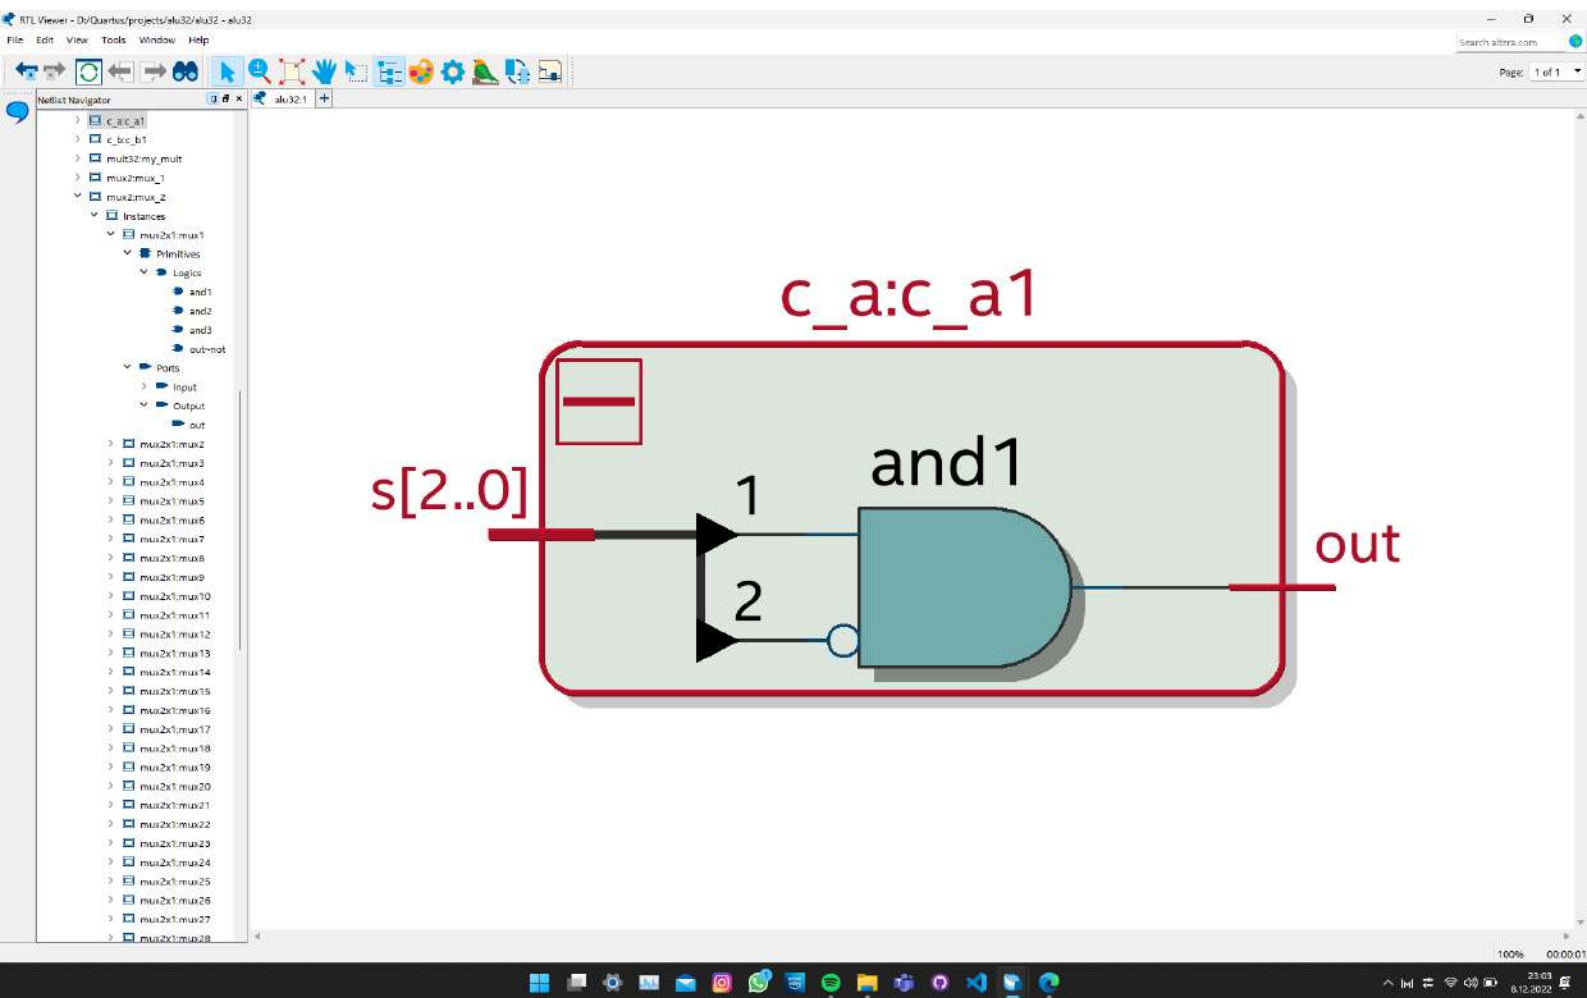 RTL Viewer - D:/Quartus/projects/alu32/alu32 - alu32
File Edit View Tools Window Help
Search altera.com
Page: 1 of 1
Netlist Navigator
alu32:1
c_a:c_a1
c_b:c_b1
mult32:my_mult
mux2:mux_1
mux2:mux_2
Instances
mux2x1:mux1
Primitives
Logics
and1
and2
and3
out~not
Ports
Input
Output
out
mux2x1:mux2
mux2x1:mux3
mux2x1:mux4
mux2x1:mux5
mux2x1:mux6
mux2x1:mux7
mux2x1:mux8
mux2x1:mux9
mux2x1:mux10
mux2x1:mux11
mux2x1:mux12
mux2x1:mux13
mux2x1:mux14
mux2x1:mux15
mux2x1:mux16
mux2x1:mux17
mux2x1:mux18
mux2x1:mux19
mux2x1:mux20
mux2x1:mux21
mux2x1:mux22
mux2x1:mux23
mux2x1:mux24
mux2x1:mux25
mux2x1:mux26
mux2x1:mux27
mux2x1:mux28
c_a:c_a1
and1
s[2..0]
1
out
2
100% 00:00:01
23:03
8.12.2022